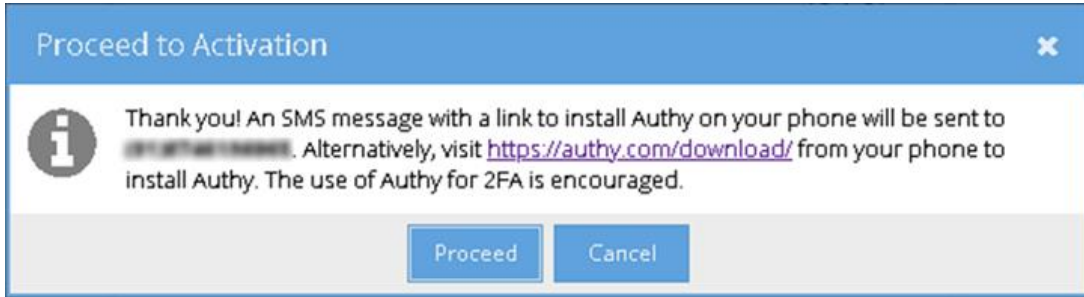 Proceed to Activation
Thank you! An SMS message with a link to install Authy on your phone will be sent to
. Alternatively, visit https://authy.com/download/ from your phone to
install Authy. The use of Authy for 2FA is encouraged.
Proceed
Cancel